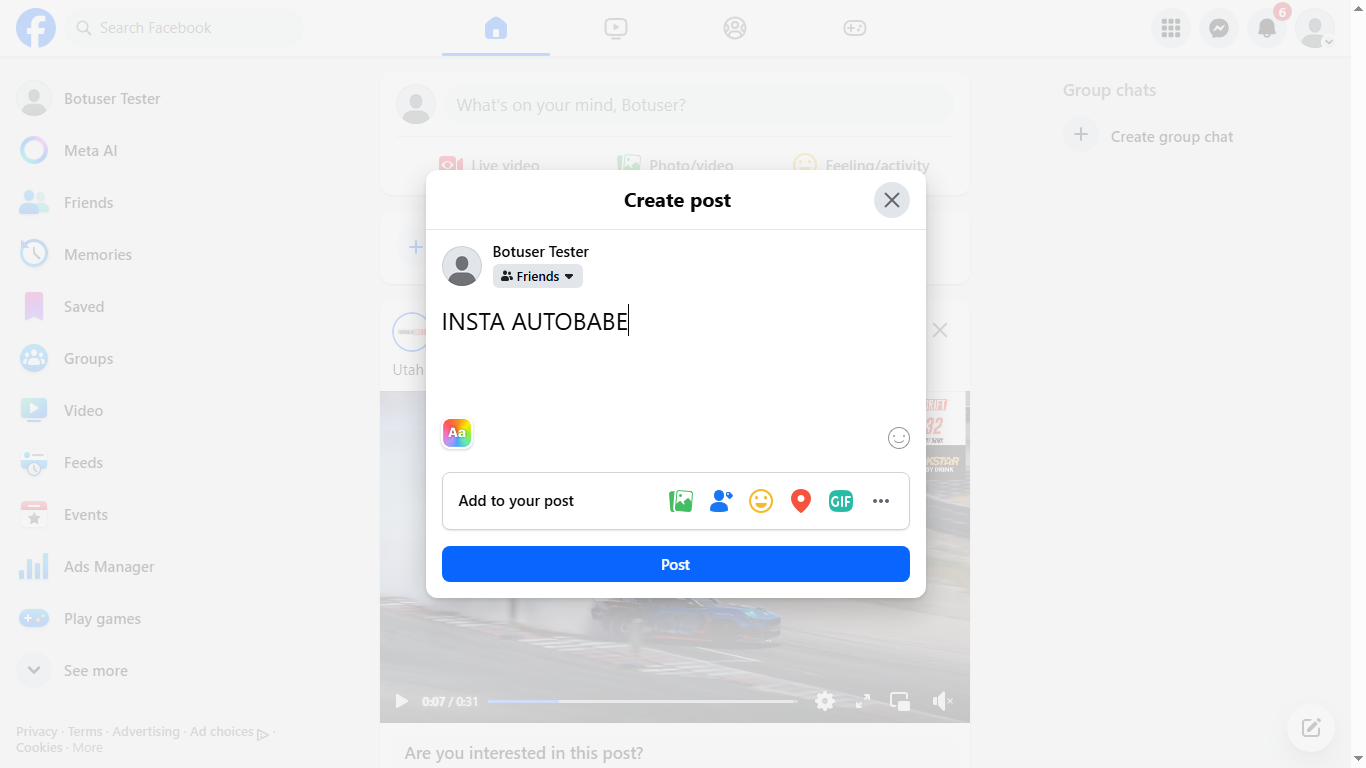 Search Facebook
6
Botuser Tester
Meta AI
Friends
Memories
Saved
Groups
Video
Feeds
Events
Ads Manager
Play games
See more
Privacy · Terms · Advertising · Ad choices ·
Cookies · More
What's on your mind, Botuser?
Live video
Photo/video
Feeling/activity
Create post
Botuser Tester
Friends
INSTA AUTOBABE
Aa
Add to your post
GIF
Post
Utah
32
0:07 / 0:31
Are you interested in this post?
Group chats
Create group chat